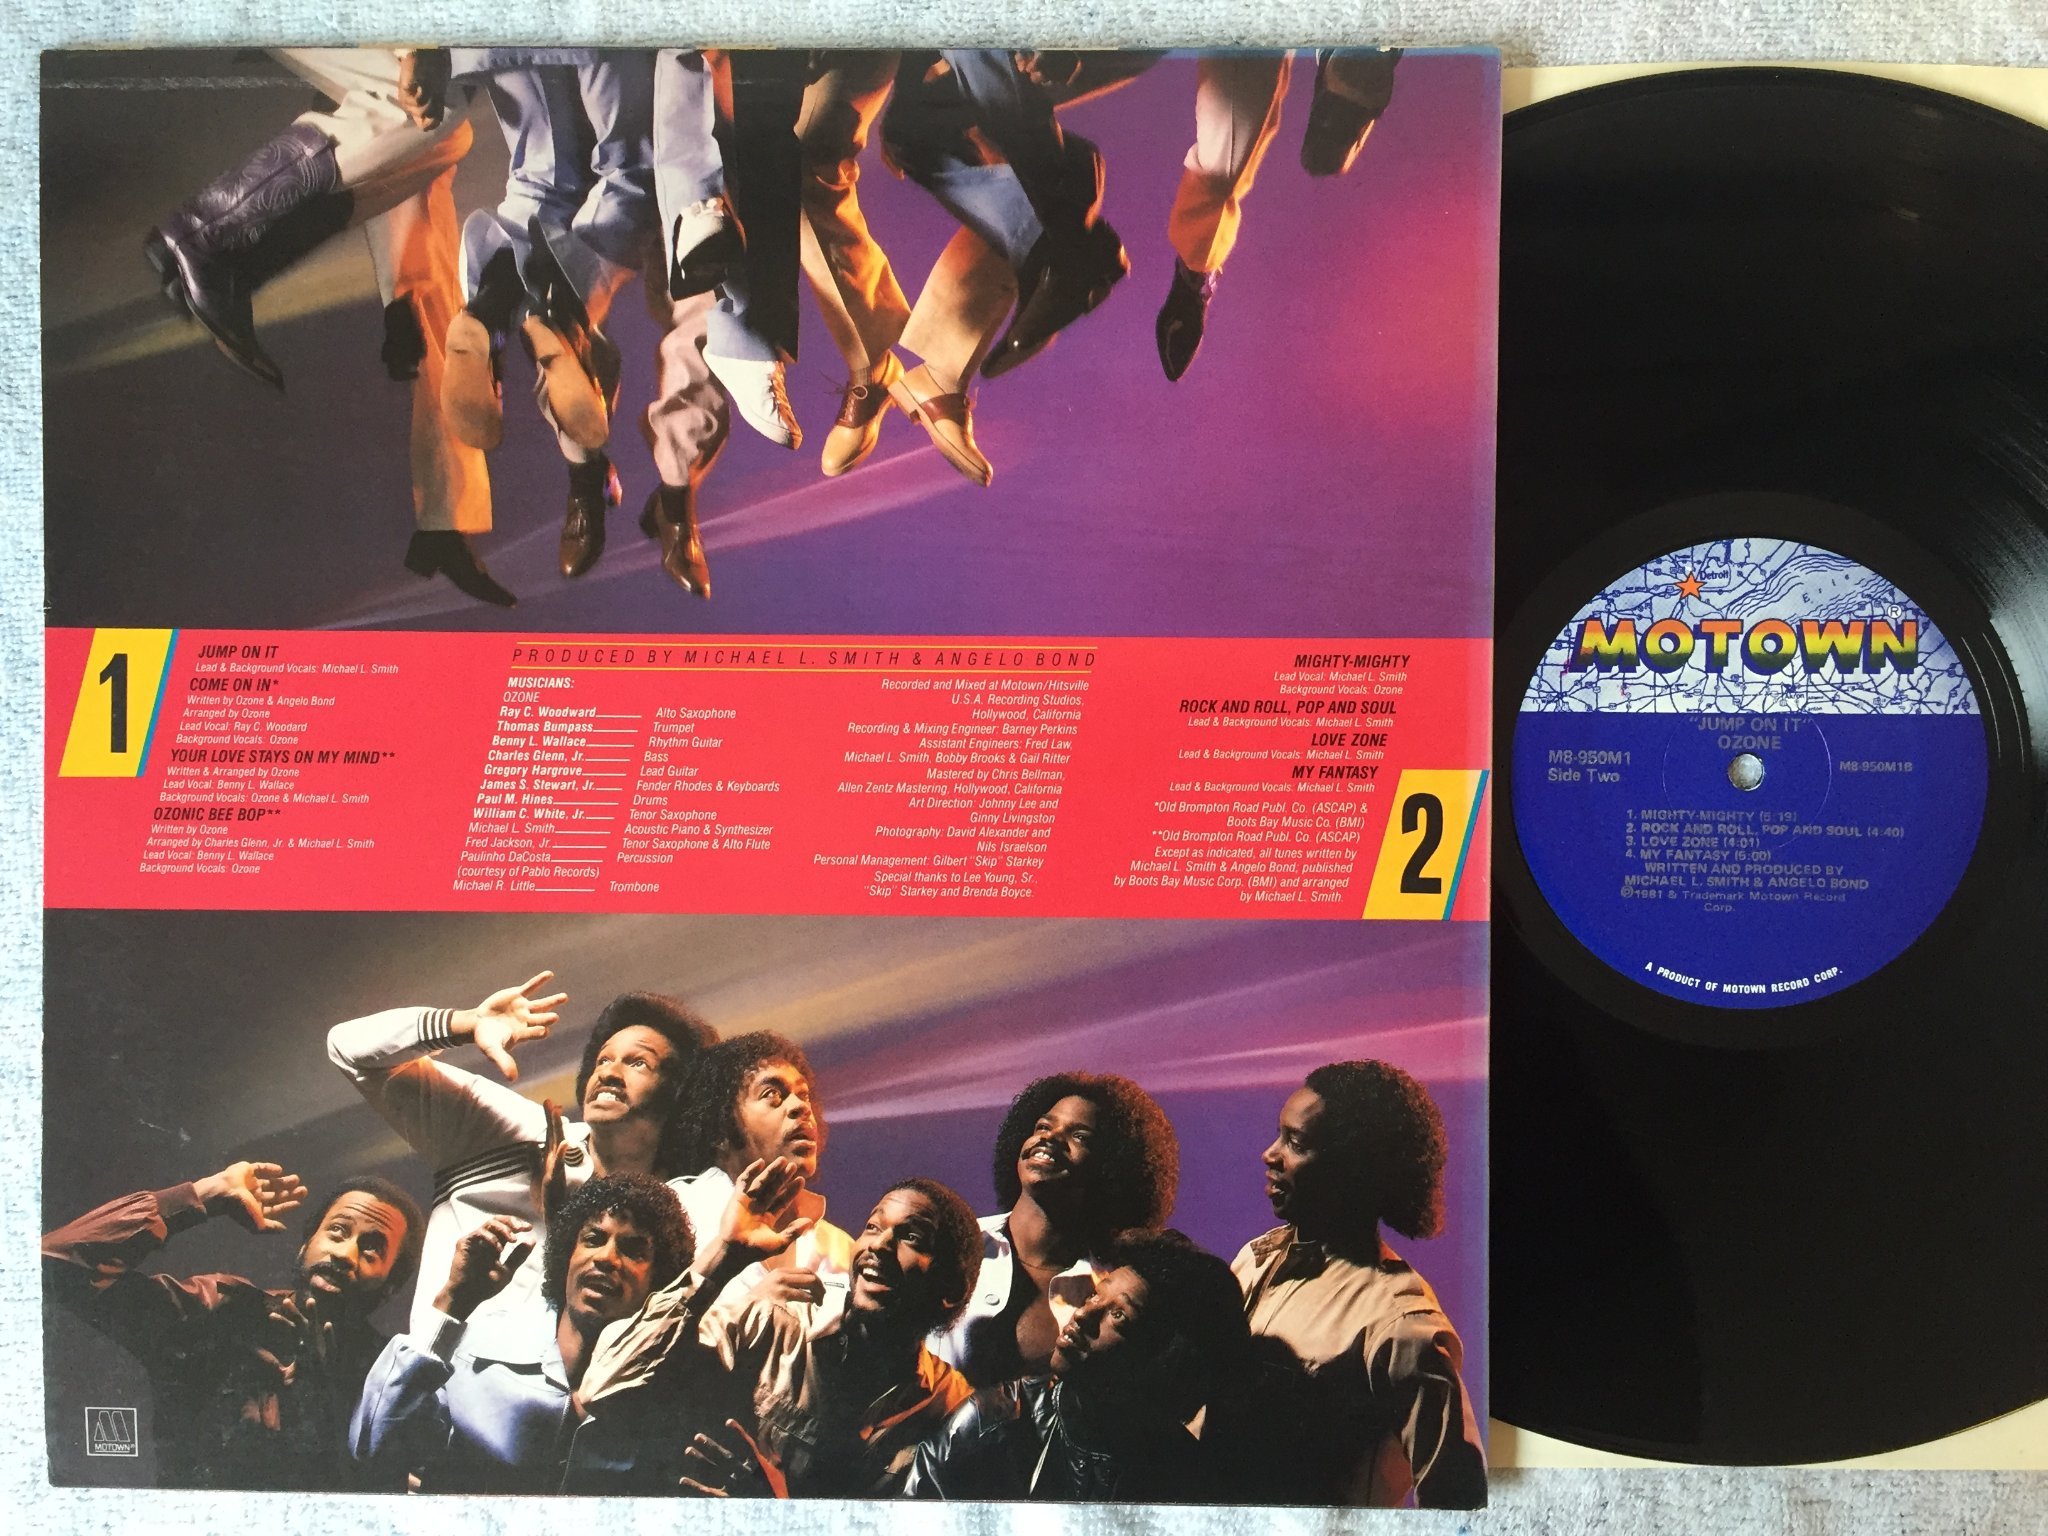 1
JUMP ON IT
Lead & Background Vocals: Michael L. Smith
COME ON IN*
Written by Ozone & Angelo Bond
Arranged by Ozone
Lead Vocal: Ray C. Woodard
Background Vocals: Ozone
YOUR LOVE STAYS ON MY MIND**
Written & Arranged by Ozone
Lead Vocal: Benny L. Wallace
Background Vocals: Ozone & Michael L. Smith
OZONIC BEE BOP**
Written by Ozone
Arranged by Charles Glenn, Jr. & Michael L. Smith
Lead Vocal: Benny L. Wallace
Background Vocals: Ozone
PRODUCED BY MICHAEL L. SMITH & ANGELO BOND
MUSICIANS:
OZONE
Ray C. Woodward Alto Saxophone
Thomas Bumpass Trumpet
Benny L. Wallace Rhythm Guitar
Charles Glenn, Jr. Bass
Gregory Hargrove Lead Guitar
James S. Stewart, Jr. Fender Rhodes & Keyboards
Paul M. Hines Drums
William C. White, Jr. Tenor Saxophone
Michael L. Smith Acoustic Piano & Synthesizer
Fred Jackson, Jr. Tenor Saxophone & Alto Flute
Paulinho DaCosta Percussion
(courtesy of Pablo Records)
Michael R. Little Trombone
Recorded and Mixed at Motown/Hitsville
U.S.A. Recording Studios,
Hollywood, California
Recording & Mixing Engineer: Barney Perkins
Assistant Engineers: Fred Law,
Michael L. Smith, Bobby Brooks & Gail Ritter
Mastered by Chris Bellman,
Allen Zentz Mastering, Hollywood, California
Art Direction: Johnny Lee and
Ginny Livingston
Photography: David Alexander and
Nils Israelson
Personal Management: Gilbert "Skip" Starkey
Special thanks to Lee Young, Sr.,
"Skip" Starkey and Brenda Boyce.
MIGHTY-MIGHTY
Lead Vocal: Michael L. Smith
Background Vocals: Ozone
ROCK AND ROLL, POP AND SOUL
Lead & Background Vocals: Michael L. Smith
LOVE ZONE
Lead & Background Vocals: Michael L. Smith
MY FANTASY
Lead & Background Vocals: Michael L. Smith
*Old Brompton Road Publ. Co. (ASCAP) &
Boots Bay Music Co. (BMI)
**Old Brompton Road Publ. Co. (ASCAP)
Except as indicated, all tunes written by
Michael L. Smith & Angelo Bond; published
by Boots Bay Music Corp. (BMI) and arranged
by Michael L. Smith.
2
MOTOWN®
Detroit
Erie
MOTOWN®
"JUMP ON IT"
OZONE
M8-950M1
Side Two
M8-950M1B
1. MIGHTY-MIGHTY (5:19)
2. ROCK AND ROLL, POP AND SOUL (4:40)
3. LOVE ZONE (4:01)
4. MY FANTASY (5:00)
WRITTEN AND PRODUCED BY
MICHAEL L. SMITH & ANGELO BOND
℗1981 & Trademark Motown Record
Corp.
A PRODUCT OF MOTOWN RECORD CORP.